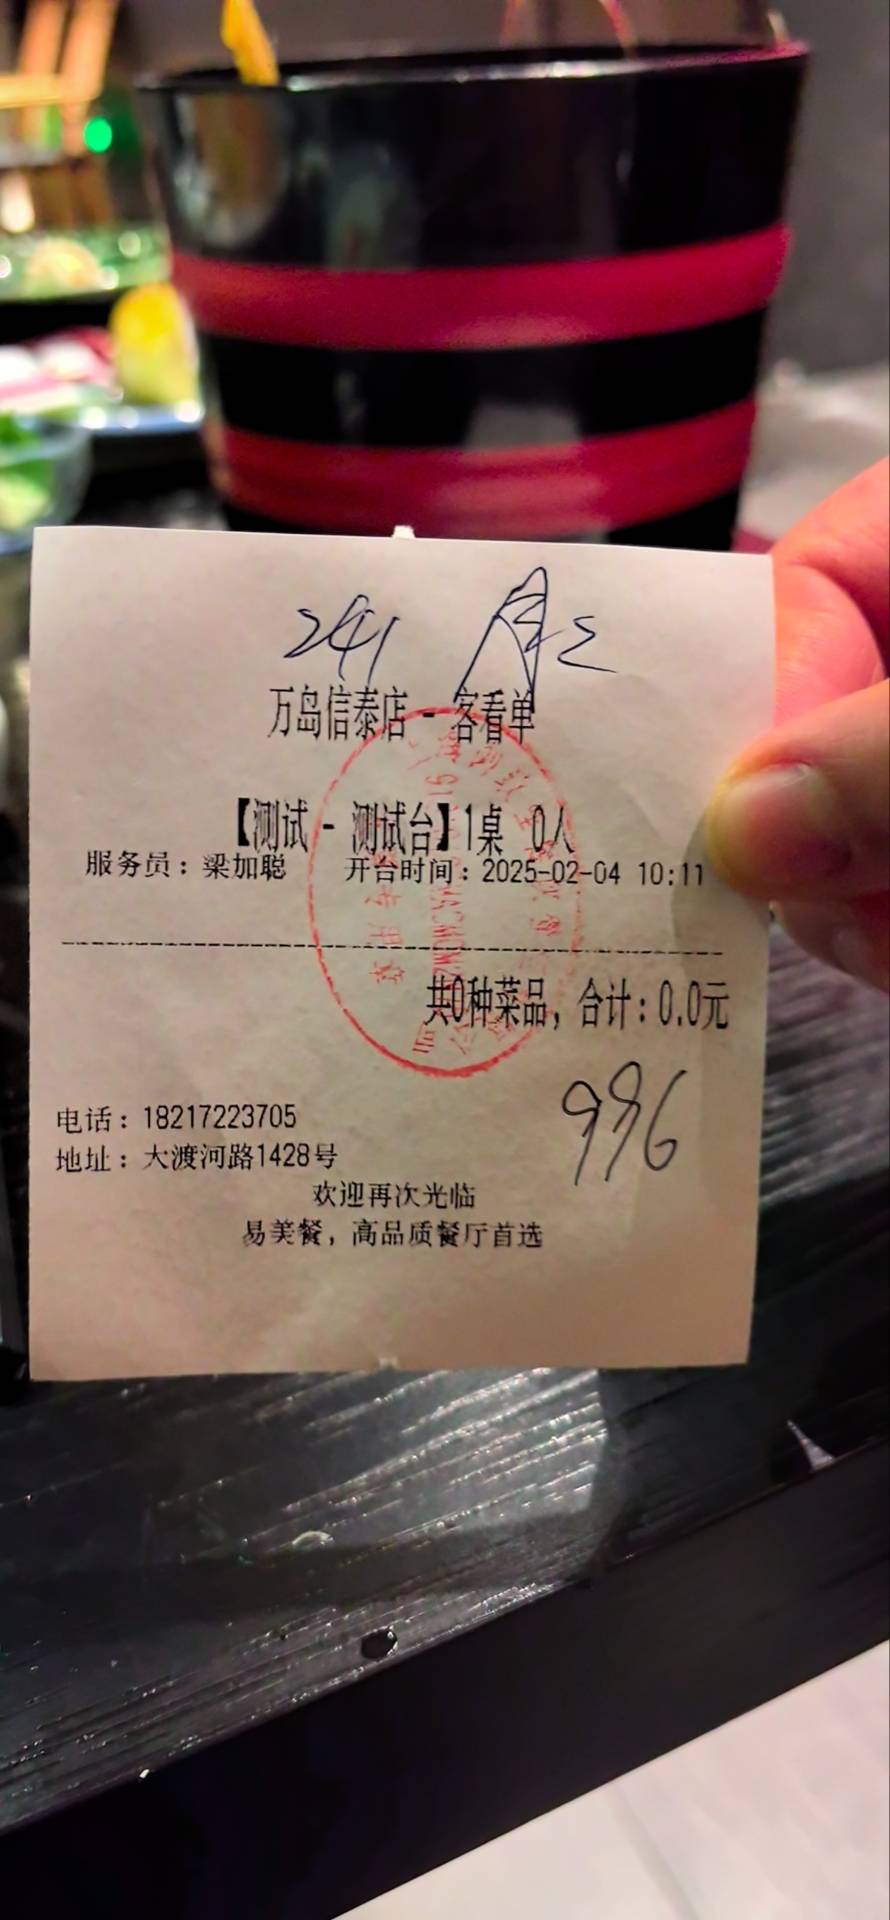 241
万岛信泰店 - 客看单
【测试 - 测试台】1桌 0人
服务员：梁加聪 开台时间：2025-02-04 10:11
共0种菜品，合计：0.0元
996
电话：18217223705
地址：大渡河路1428号
欢迎再次光临
易美餐，高品质餐厅首选